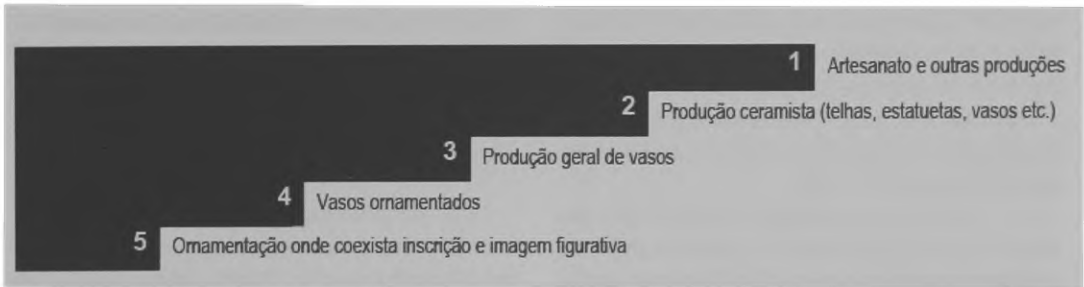 1 Artesanato e outras produções
2 Produção ceramista (telhas, estatuetas, vasos etc.)
3 Produção geral de vasos
4 Vasos ornamentados
5 Ornamentação onde coexista inscrição e imagem figurativa